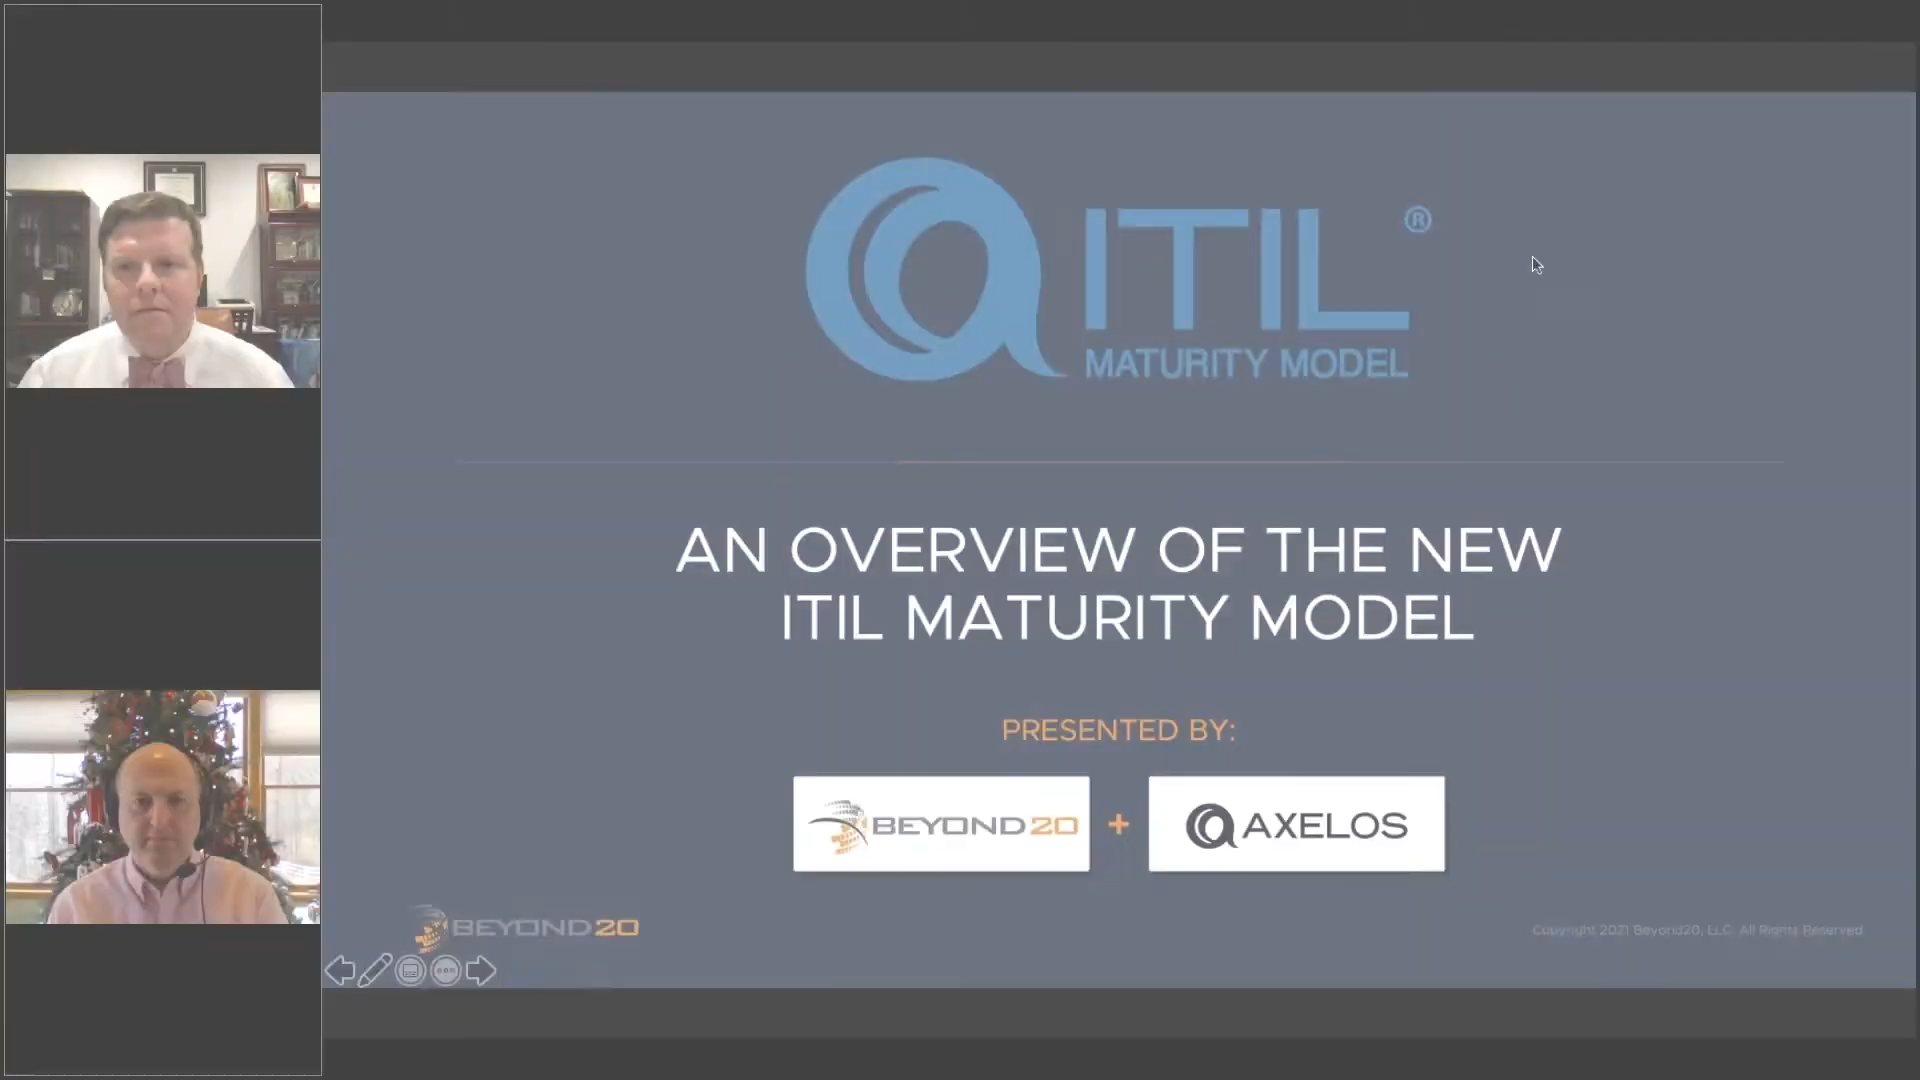 ITIL®
MATURITY MODEL
AN OVERVIEW OF THE NEW
ITIL MATURITY MODEL
PRESENTED BY:
BEYOND20 + AXELOS
BEYOND20
Copyright 2021 Beyond20, LLC. All Rights Reserved